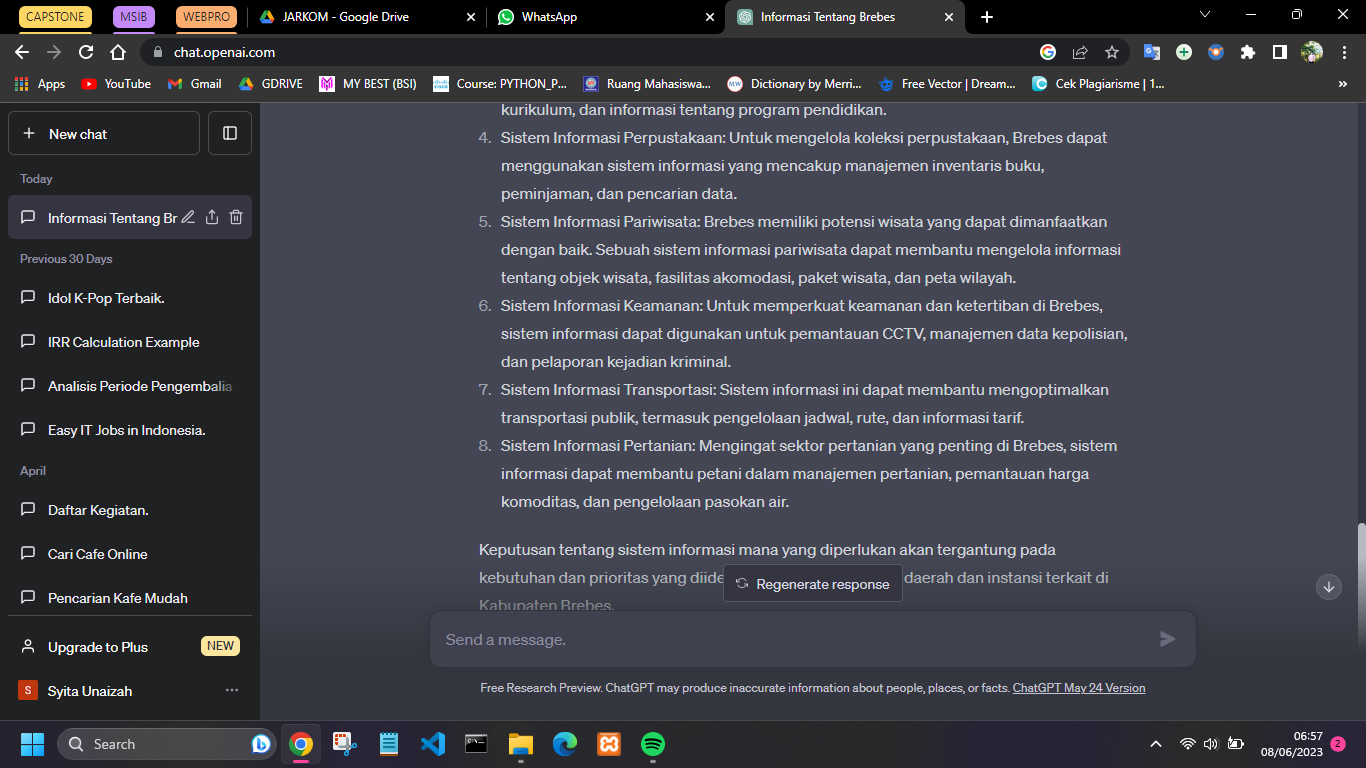 CAPSTONE
MSIB
WEBPRO
JARKOM - Google Drive
WhatsApp
Informasi Tentang Brebes
chat.openai.com
Apps
YouTube
Gmail
GDRIVE
MY BEST (BSI)
Course: PYTHON_P...
Ruang Mahasiswa...
Dictionary by Merri...
Free Vector | Dream...
Cek Plagiarisme | 1...
New chat
Today
Informasi Tentang Br
Previous 30 Days
Idol K-Pop Terbaik.
IRR Calculation Example
Analisis Periode Pengembalia
Easy IT Jobs in Indonesia.
April
Daftar Kegiatan.
Cari Cafe Online
Pencarian Kafe Mudah
Upgrade to Plus
NEW
S
Syita Unaizah
kurikulum, dan informasi tentang program pendidikan.
4. Sistem Informasi Perpustakaan: Untuk mengelola koleksi perpustakaan, Brebes dapat
menggunakan sistem informasi yang mencakup manajemen inventaris buku,
peminjaman, dan pencarian data.
5. Sistem Informasi Pariwisata: Brebes memiliki potensi wisata yang dapat dimanfaatkan
dengan baik. Sebuah sistem informasi pariwisata dapat membantu mengelola informasi
tentang objek wisata, fasilitas akomodasi, paket wisata, dan peta wilayah.
6. Sistem Informasi Keamanan: Untuk memperkuat keamanan dan ketertiban di Brebes,
sistem informasi dapat digunakan untuk pemantauan CCTV, manajemen data kepolisian,
dan pelaporan kejadian kriminal.
7. Sistem Informasi Transportasi: Sistem informasi ini dapat membantu mengoptimalkan
transportasi publik, termasuk pengelolaan jadwal, rute, dan informasi tarif.
8. Sistem Informasi Pertanian: Mengingat sektor pertanian yang penting di Brebes, sistem
informasi dapat membantu petani dalam manajemen pertanian, pemantauan harga
komoditas, dan pengelolaan pasokan air.
Keputusan tentang sistem informasi mana yang diperlukan akan tergantung pada
kebutuhan dan prioritas yang diide daerah dan instansi terkait di
Kabupaten Brebes.
Regenerate response
Send a message.
Free Research Preview. ChatGPT may produce inaccurate information about people, places, or facts. ChatGPT May 24 Version
Search
06:57
08/06/2023
2